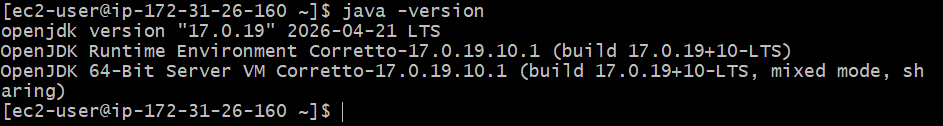 [ec2-user@ip-172-31-26-160 ~]$ java -version
openjdk version "17.0.19" 2026-04-21 LTS
OpenJDK Runtime Environment Corretto-17.0.19.10.1 (build 17.0.19+10-LTS)
OpenJDK 64-Bit Server VM Corretto-17.0.19.10.1 (build 17.0.19+10-LTS, mixed mode, sh
aring)
[ec2-user@ip-172-31-26-160 ~]$